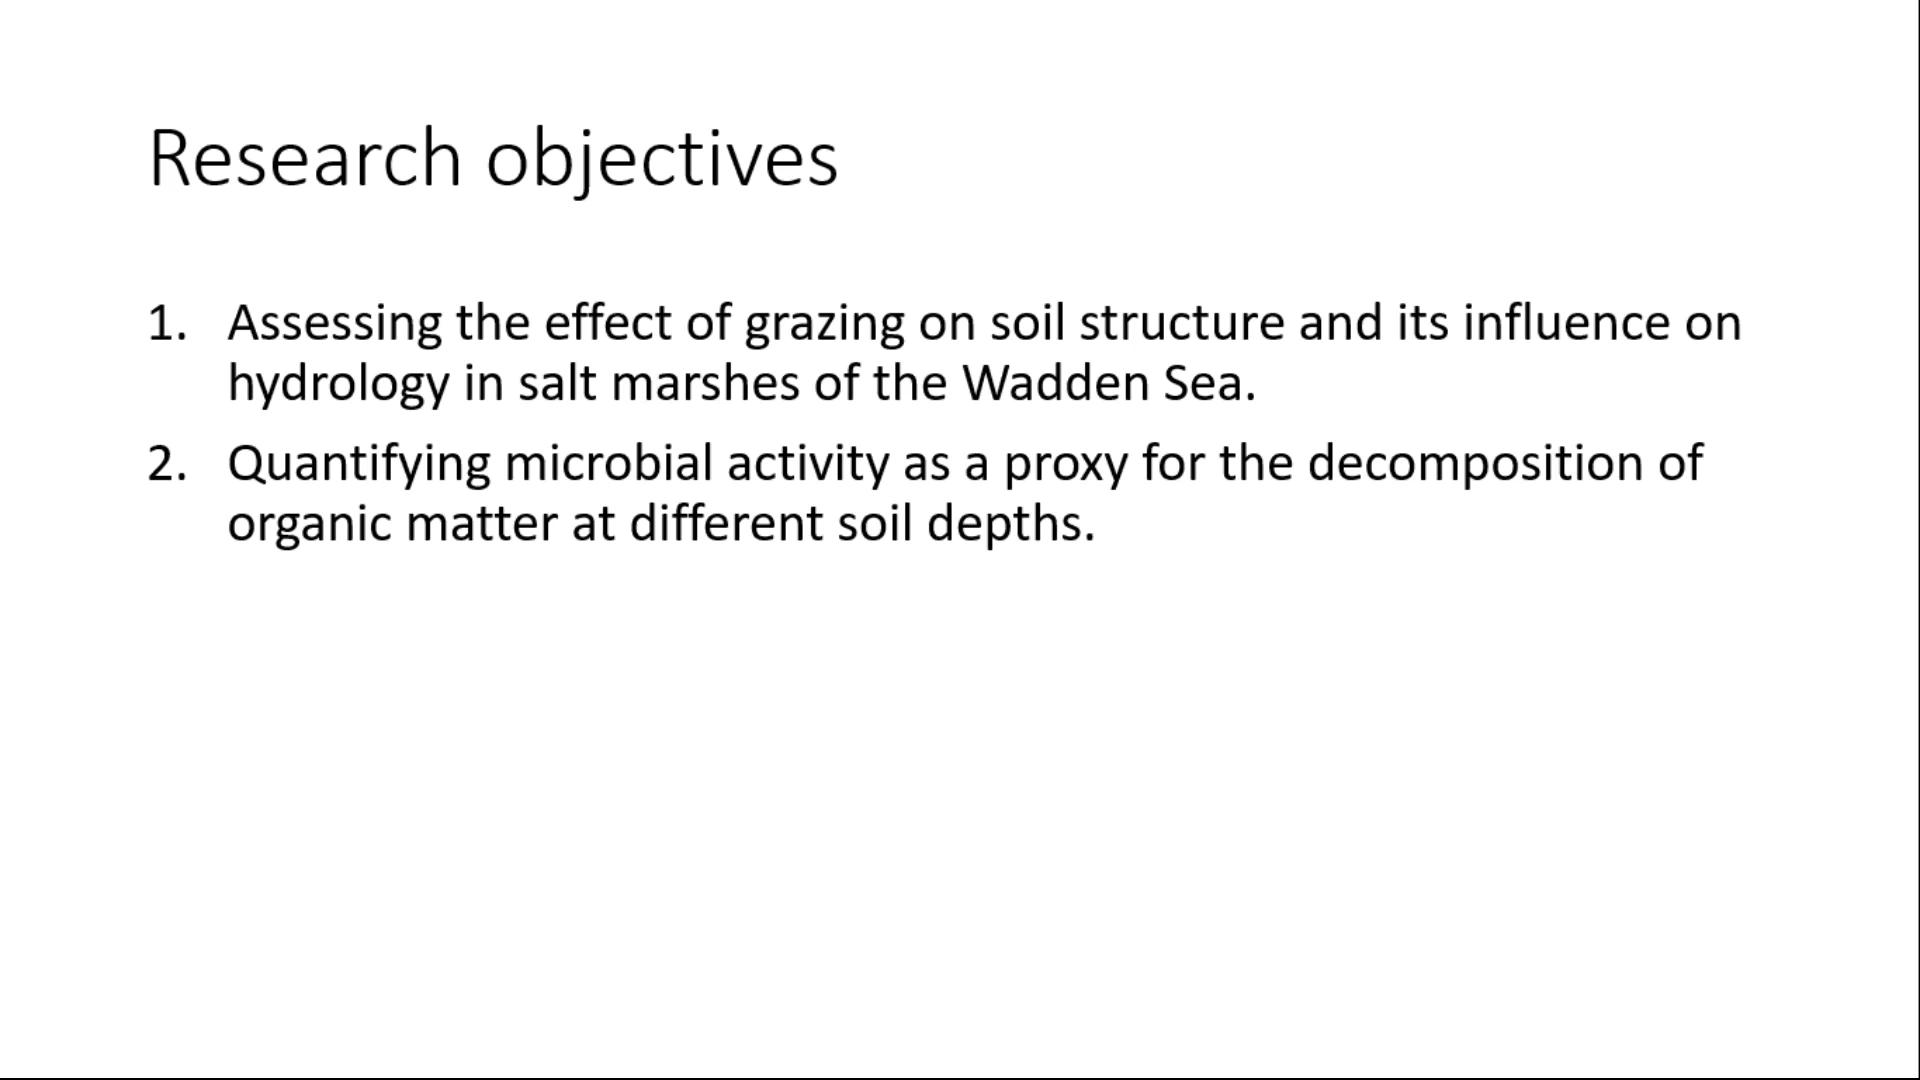 Research objectives
1. Assessing the effect of grazing on soil structure and its influence on
hydrology in salt marshes of the Wadden Sea.
2. Quantifying microbial activity as a proxy for the decomposition of
organic matter at different soil depths.